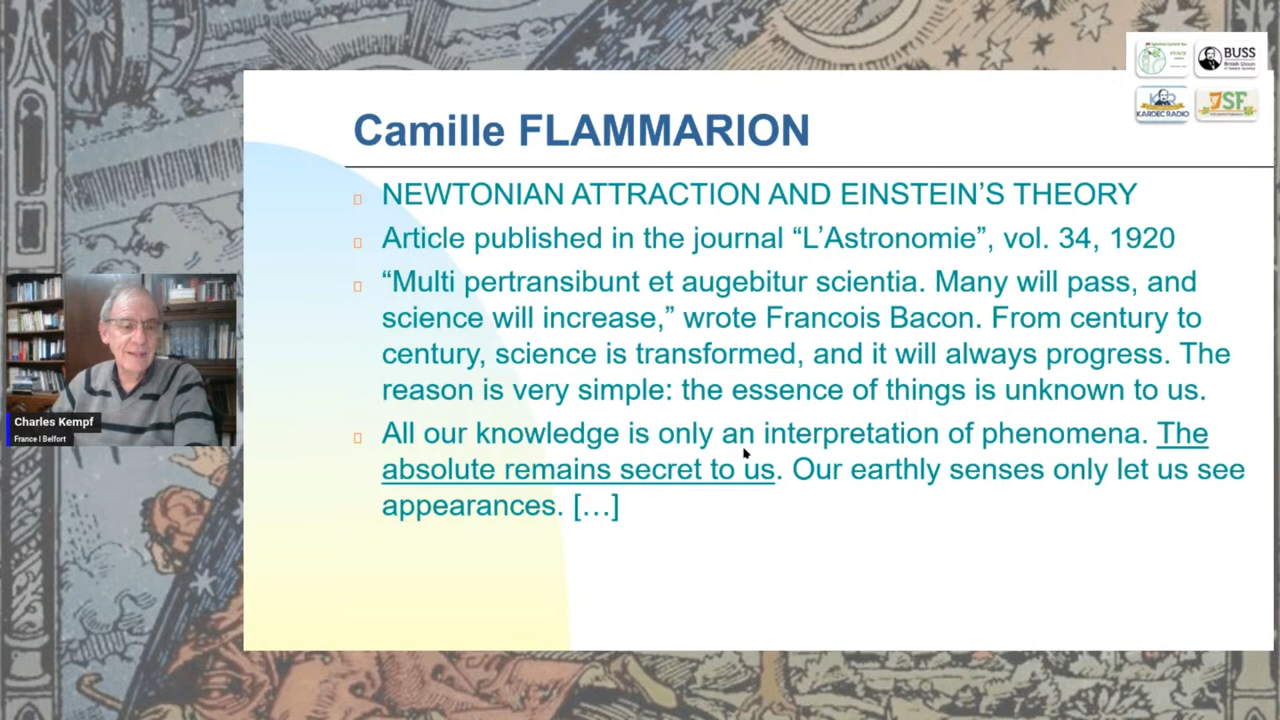 BUSS
British Union
KARDEC RADIO
JSF
Camille FLAMMARION
NEWTONIAN ATTRACTION AND EINSTEIN’S THEORY
Article published in the journal “L’Astronomie”, vol. 34, 1920
“Multi pertransibunt et augebitur scientia. Many will pass, and
science will increase,” wrote Francois Bacon. From century to
century, science is transformed, and it will always progress. The
reason is very simple: the essence of things is unknown to us.
All our knowledge is only an interpretation of phenomena. The
absolute remains secret to us. Our earthly senses only let us see
appearances. […]
Charles Kempf
France I Belfort